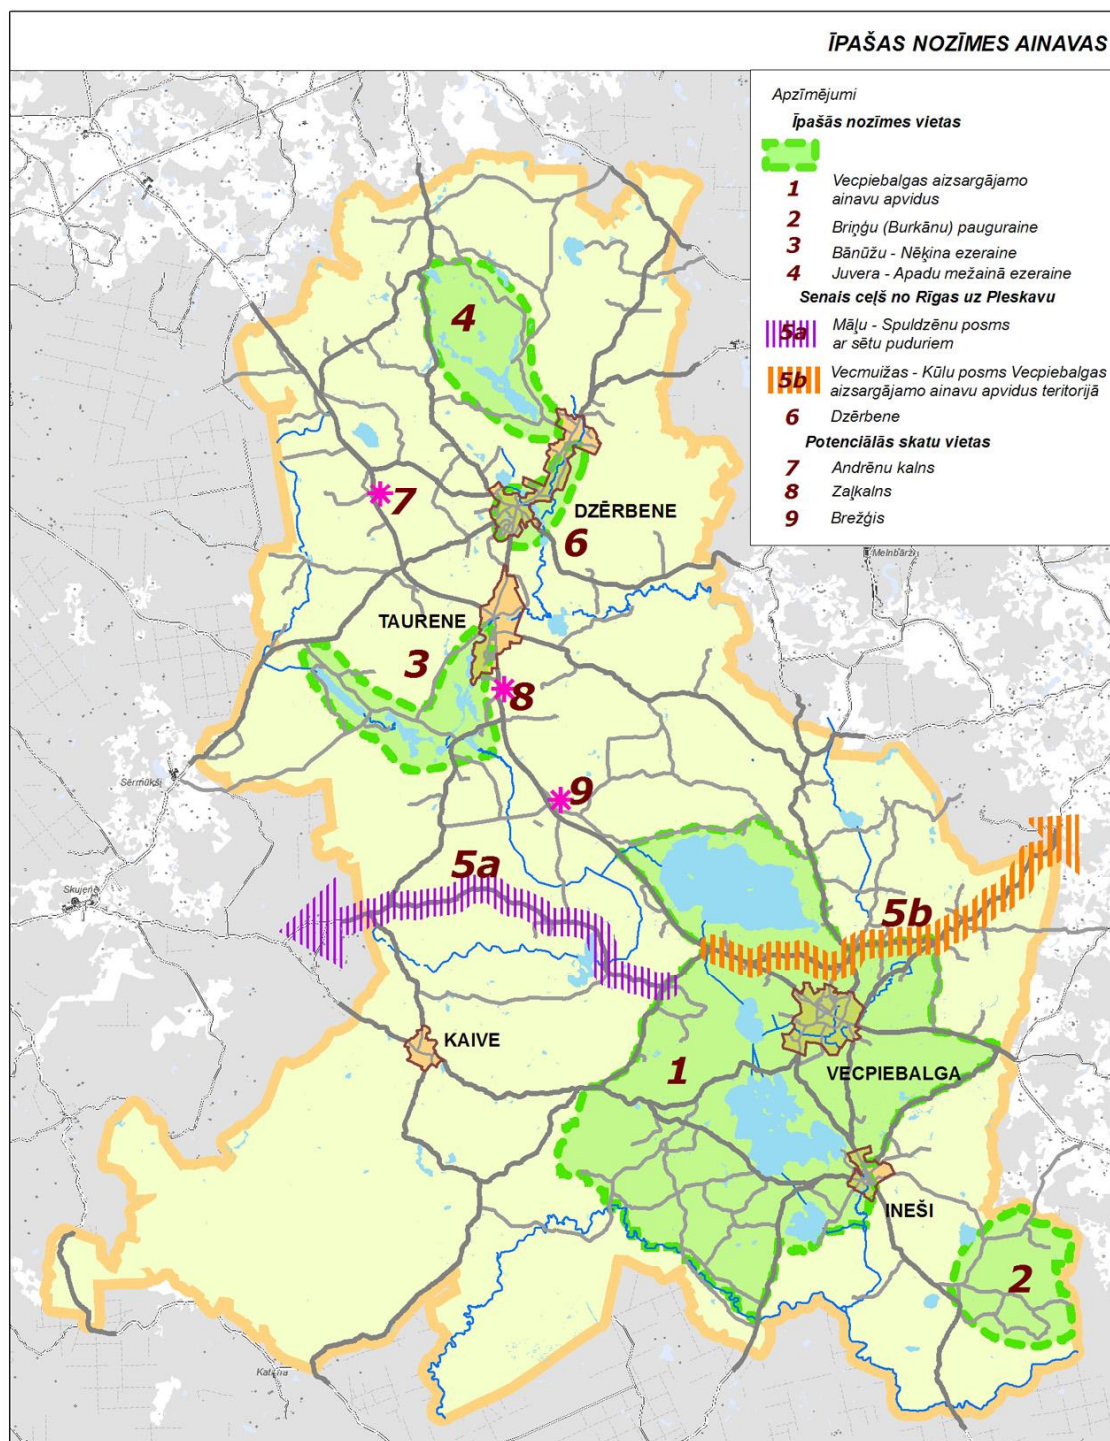 ĪPAŠAS NOZĪMES AINAVAS
Apzīmējumi
Īpašās nozīmes vietas
1 Vecpiebalgas aizsargājamo
ainavu apvidus
2 Briņģu (Burkānu) pauguraine
3 Bānūžu - Nēķina ezeraine
4 Juvera - Apadu mežainā ezeraine
Senais ceļš no Rīgas uz Pleskavu
5a Māļu - Spuldzēnu posms
ar sētu puduriem
5b Vecmuižas - Kūlu posms Vecpiebalgas
aizsargājamo ainavu apvidus teritorijā
6 Dzērbene
Potenciālās skatu vietas
7 Andrēnu kalns
8 Zaļkalns
9 Brežģis
4
7
DZĒRBENE
6
Melnbārži
TAURENE
3
8
Sērmūkši
9
5a
Skujene
5b
KAIVE
1
VECPIEBALGA
INEŠI
2